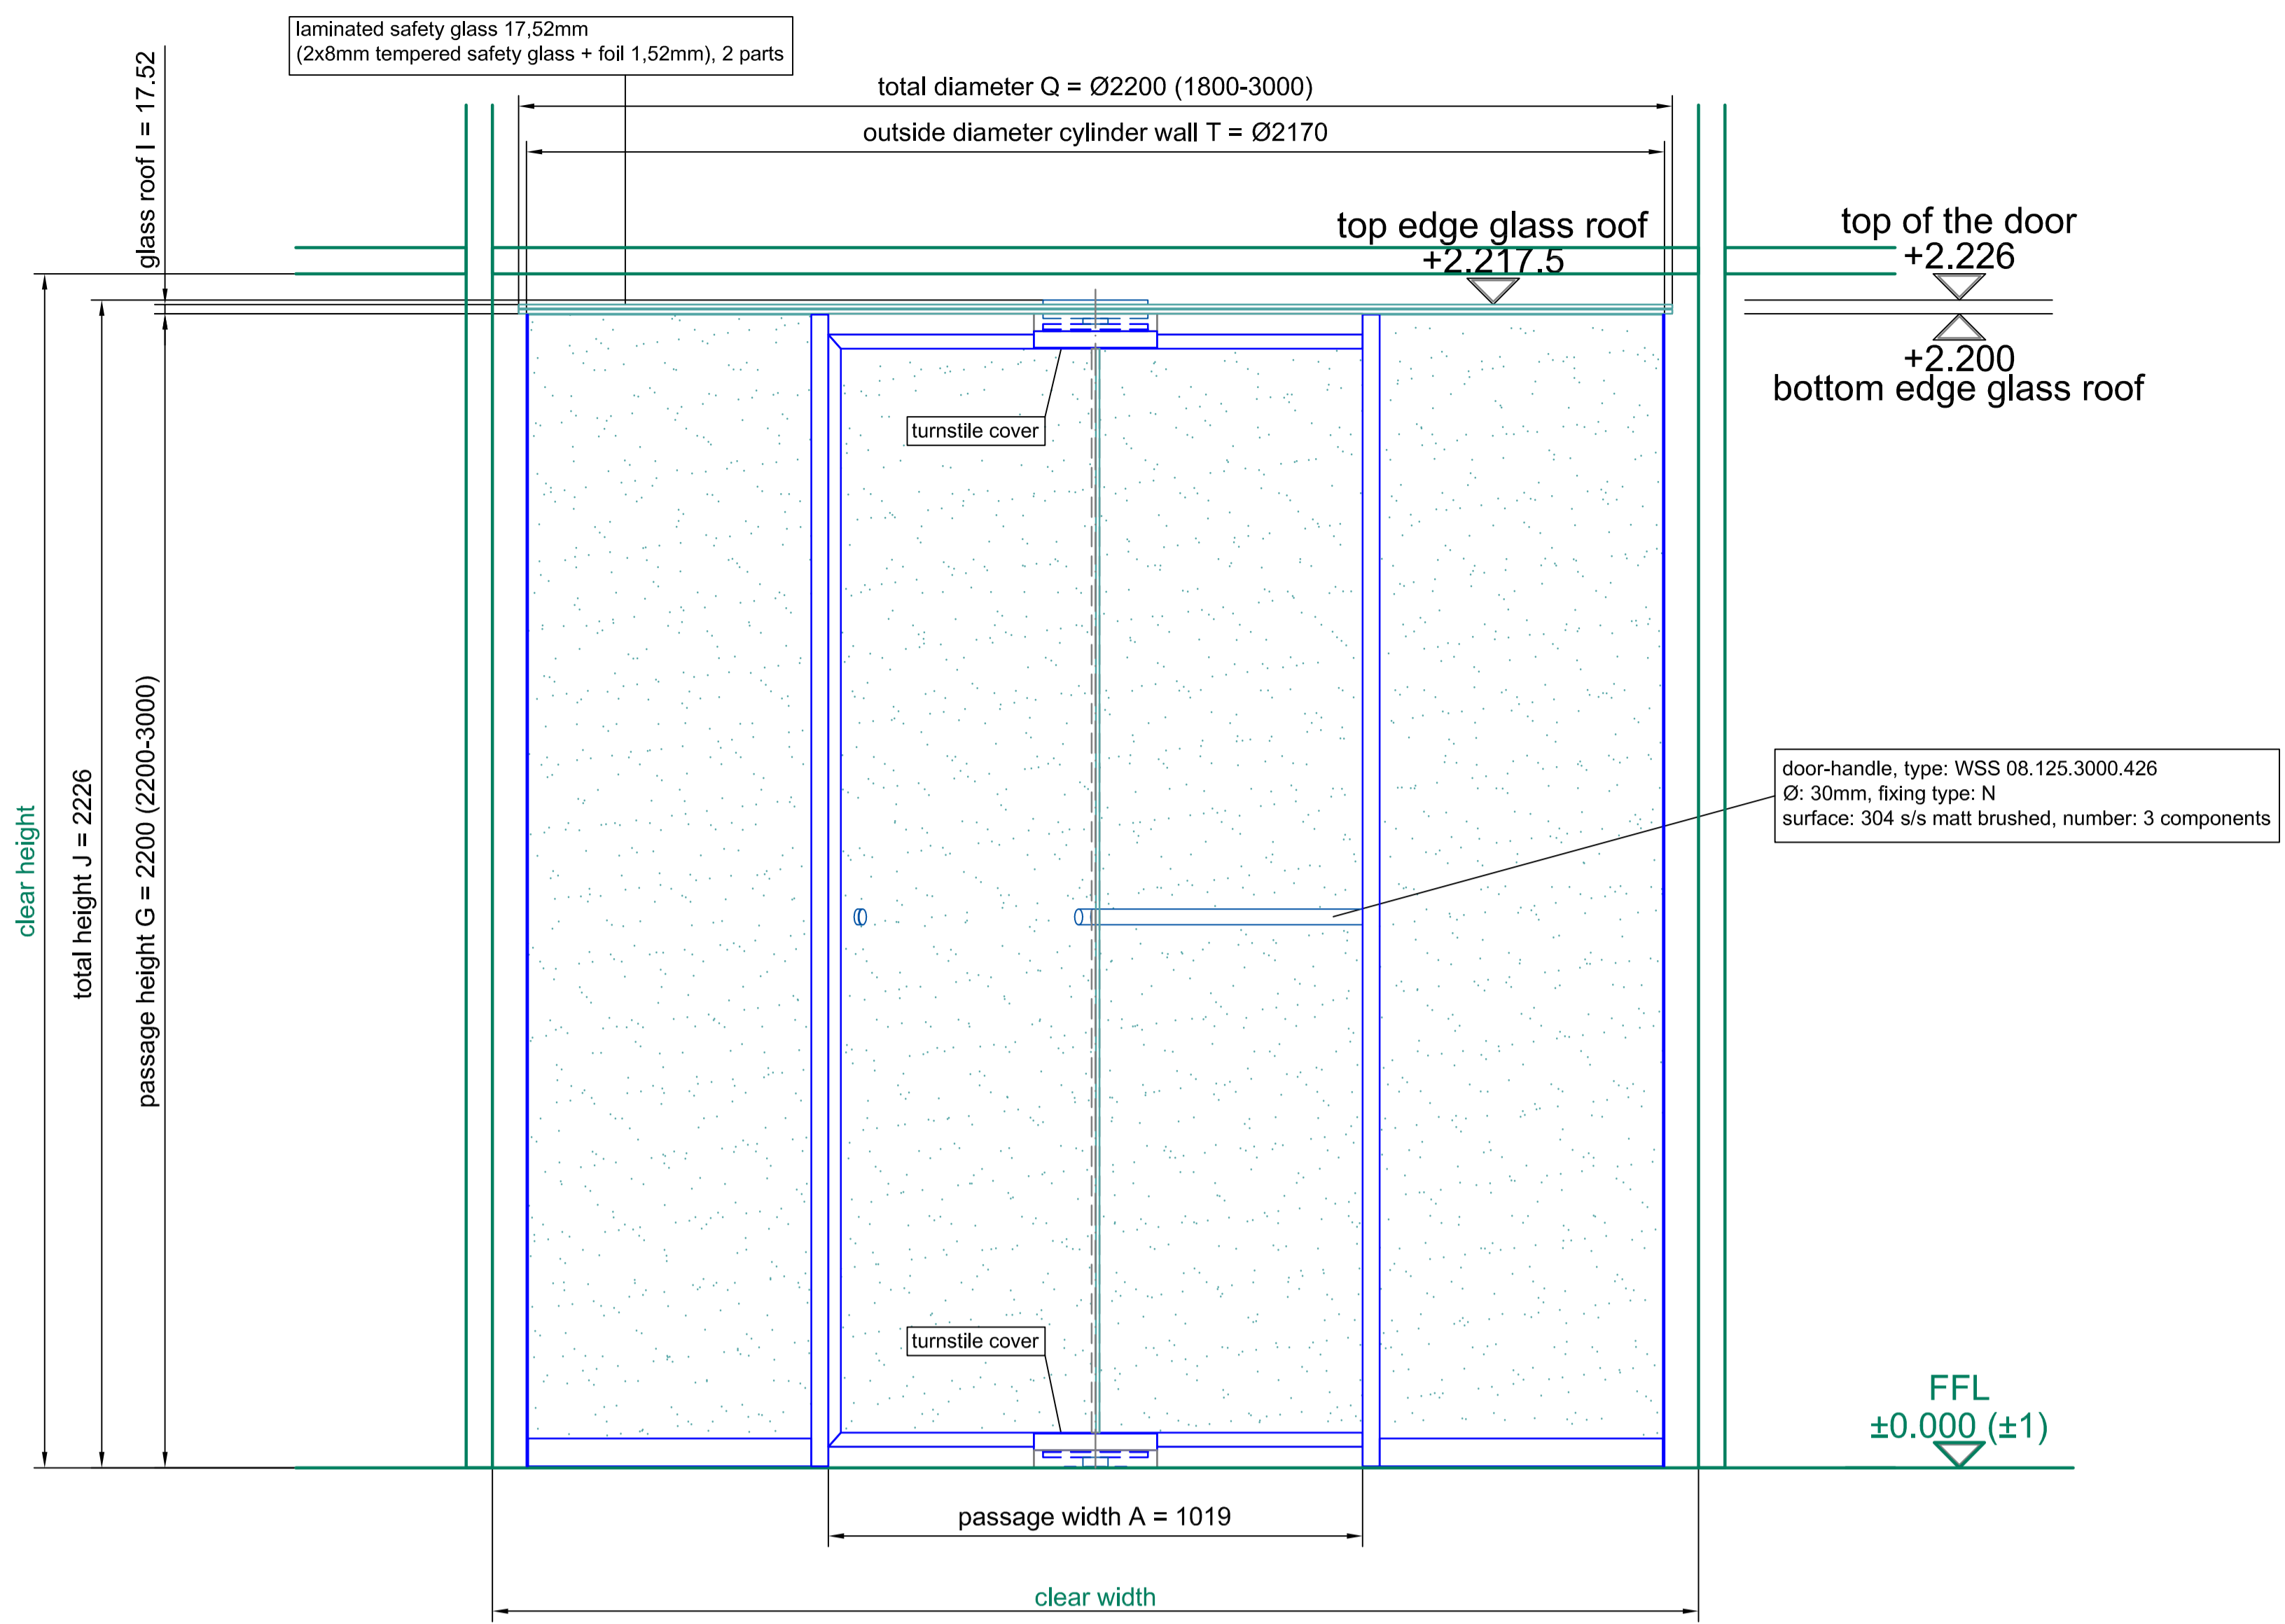 laminated safety glass 17,52mm
(2x8mm tempered safety glass + foil 1,52mm), 2 parts
glass roof I = 17.52
total diameter Q = Ø2200 (1800-3000)
outside diameter cylinder wall T = Ø2170
top edge glass roof
+2.217.5
top of the door
+2.226
+2.200
bottom edge glass roof
turnstile cover
clear height
total height J = 2226
passage height G = 2200 (2200-3000)
door-handle, type: WSS 08.125.3000.426
Ø: 30mm, fixing type: N
surface: 304 s/s matt brushed, number: 3 components
turnstile cover
FFL
±0.000 (±1)
passage width A = 1019
clear width